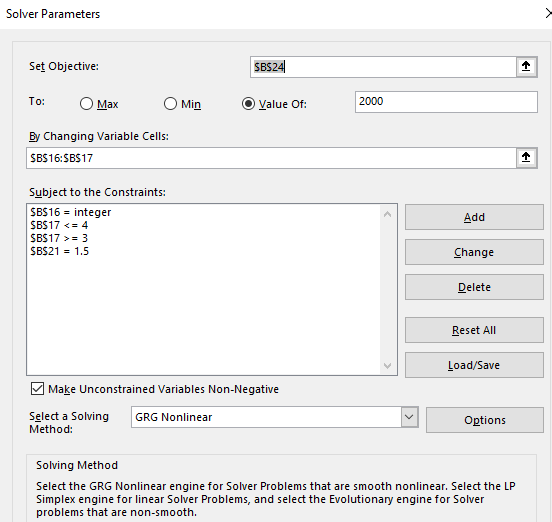 Solver Parameters
Set Objective:
$B$24
To:
Max
Min
Value Of:
2000
By Changing Variable Cells:
$B$16:$B$17
Subject to the Constraints:
$B$16 = integer
$B$17 <= 4
$B$17 >= 3
$B$21 = 1.5
Add
Change
Delete
Reset All
Load/Save
Make Unconstrained Variables Non-Negative
Select a Solving Method:
GRG Nonlinear
Options
Solving Method
Select the GRG Nonlinear engine for Solver Problems that are smooth nonlinear. Select the LP
Simplex engine for linear Solver Problems, and select the Evolutionary engine for Solver
problems that are non-smooth.